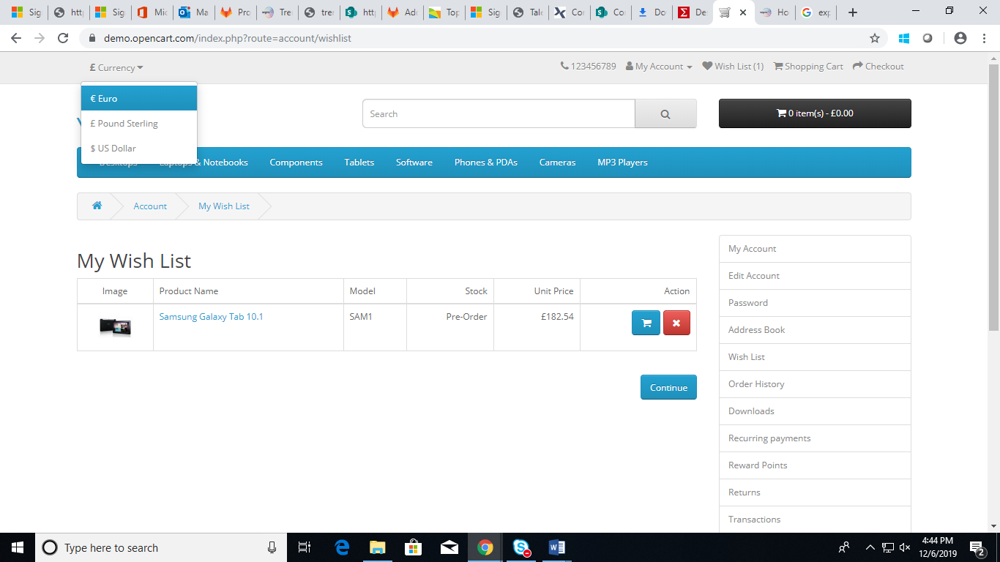 Sig
http
Sig
Mic
Ma
Pro
Tre
tre
http
Add
Top
Sig
Tale
Cor
Co
Do
De
Ho
exp
demo.opencart.com/index.php?route=account/wishlist
£ Currency
123456789
My Account
Wish List (1)
Shopping Cart
Checkout
€ Euro
£ Pound Sterling
$ US Dollar
Search
0 item(s) - £0.00
Desktops
Laptops & Notebooks
Components
Tablets
Software
Phones & PDAs
Cameras
MP3 Players
Account
My Wish List
My Wish List
Image Product Name Model Stock Unit Price Action
Samsung Galaxy Tab 10.1 SAM1 Pre-Order £182.54
Continue
My Account
Edit Account
Password
Address Book
Wish List
Order History
Downloads
Recurring payments
Reward Points
Returns
Transactions
Type here to search
4:44 PM
12/6/2019
2